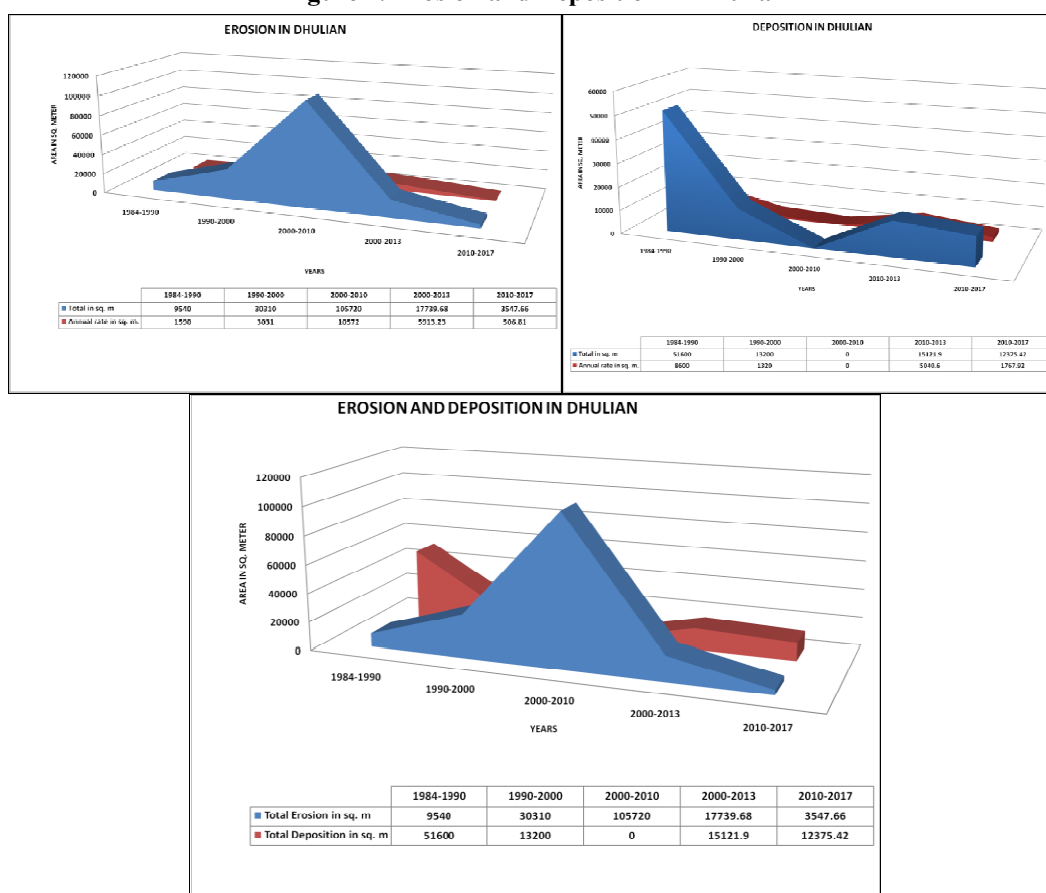 EROSION IN DHULIAN
AREA IN SQ. METER
120000
100000
80000
60000
40000
20000
0
1984-1990
1990-2000
2000-2010
2000-2013
2010-2017
YEARS
1984-1990 1990-2000 2000-2010 2000-2013 2010-2017
Total in sq. m 9540 30310 105720 17739.68 3547.66
Annual rate in sq. m. 1590 3031 10572 5913.23 506.81
DEPOSITION IN DHULIAN
AREA IN SQ. METER
60000
50000
40000
30000
20000
10000
0
1984-1990
1990-2000
2000-2010
2010-2013
2010-2017
YEARS
1984-1990 1990-2000 2000-2010 2010-2013 2010-2017
Total in sq. m 51600 13200 0 15121.9 12375.42
Annual rate in sq. m. 8600 1320 0 5040.6 1767.92
EROSION AND DEPOSITION IN DHULIAN
AREA IN SQ. METER
120000
100000
80000
60000
40000
20000
0
1984-1990
1990-2000
2000-2010
2000-2013
2010-2017
YEARS
1984-1990 1990-2000 2000-2010 2000-2013 2010-2017
Total Erosion in sq. m 9540 30310 105720 17739.68 3547.66
Total Deposition in sq. m 51600 13200 0 15121.9 12375.42